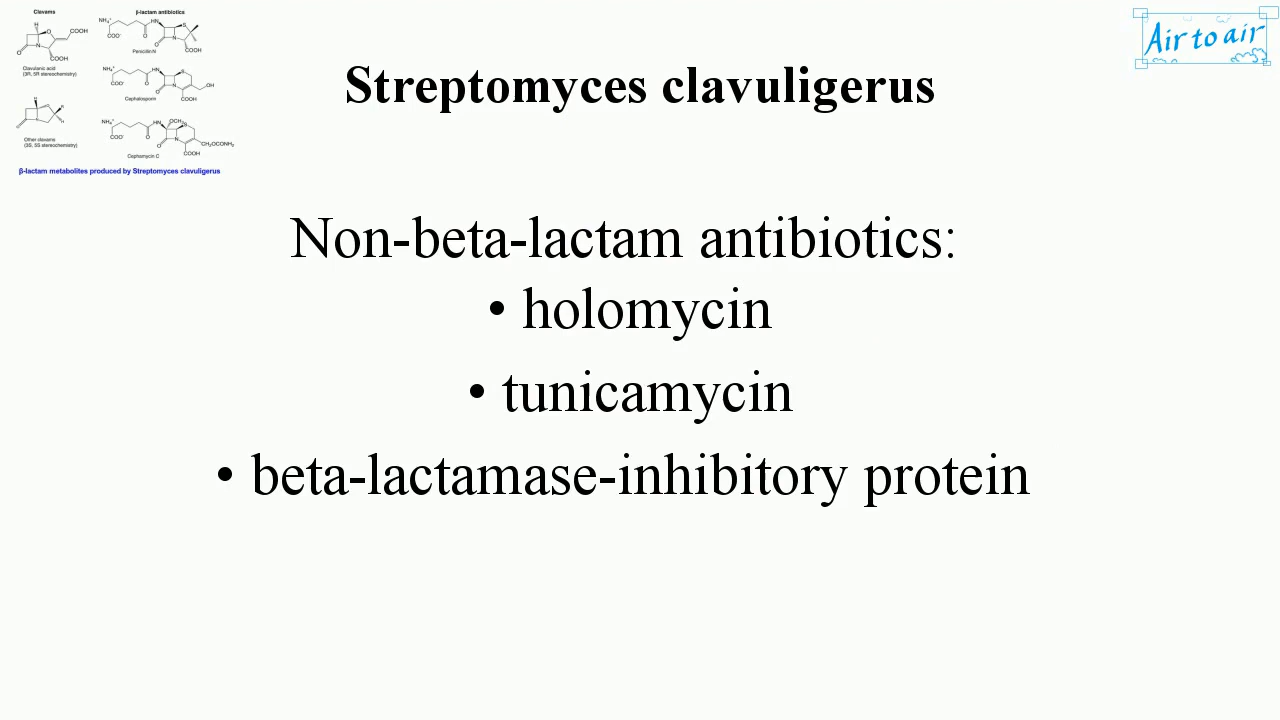 Clavams
β-lactam antibiotics
Clavulanic acid
(3R, 5R stereochemistry)
Penicillin N
Cephalosporin
Other clavams
(3S, 5S stereochemistry)
Cephamycin C
β-lactam metabolites produced by Streptomyces clavuligerus
Air to air
Streptomyces clavuligerus
Non-beta-lactam antibiotics:
• holomycin
• tunicamycin
• beta-lactamase-inhibitory protein